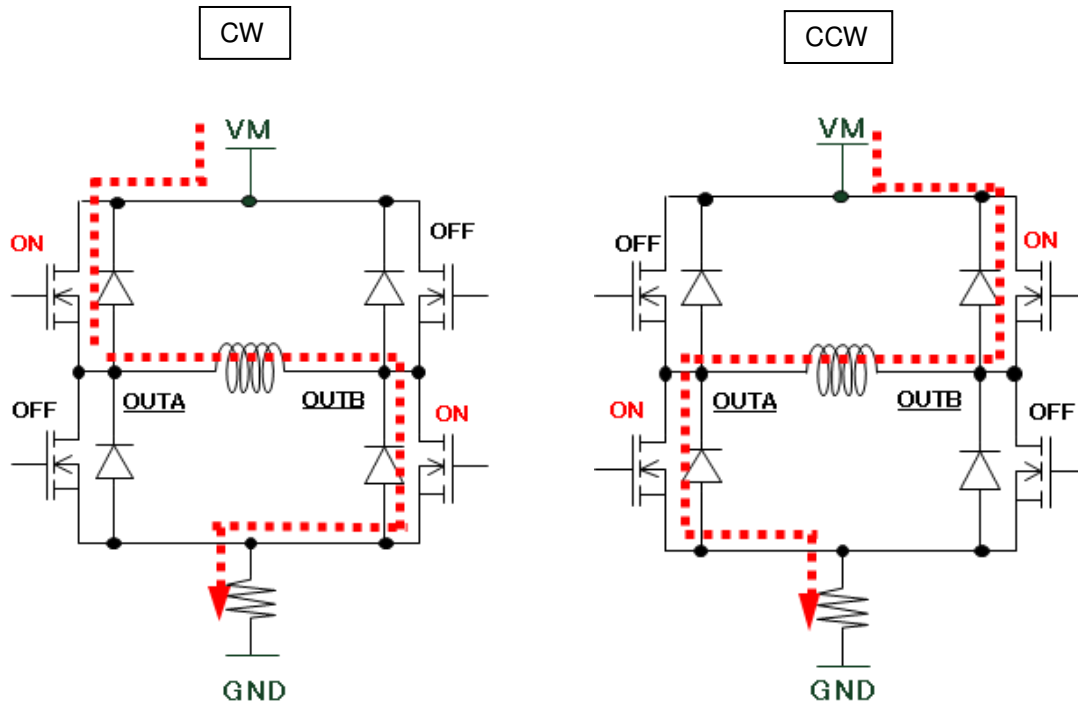 CW
VM
ON
OFF
OFF
OUTA
OUTB
ON
GND
CCW
VM
OFF
ON
ON
OUTA
OUTB
OFF
GND